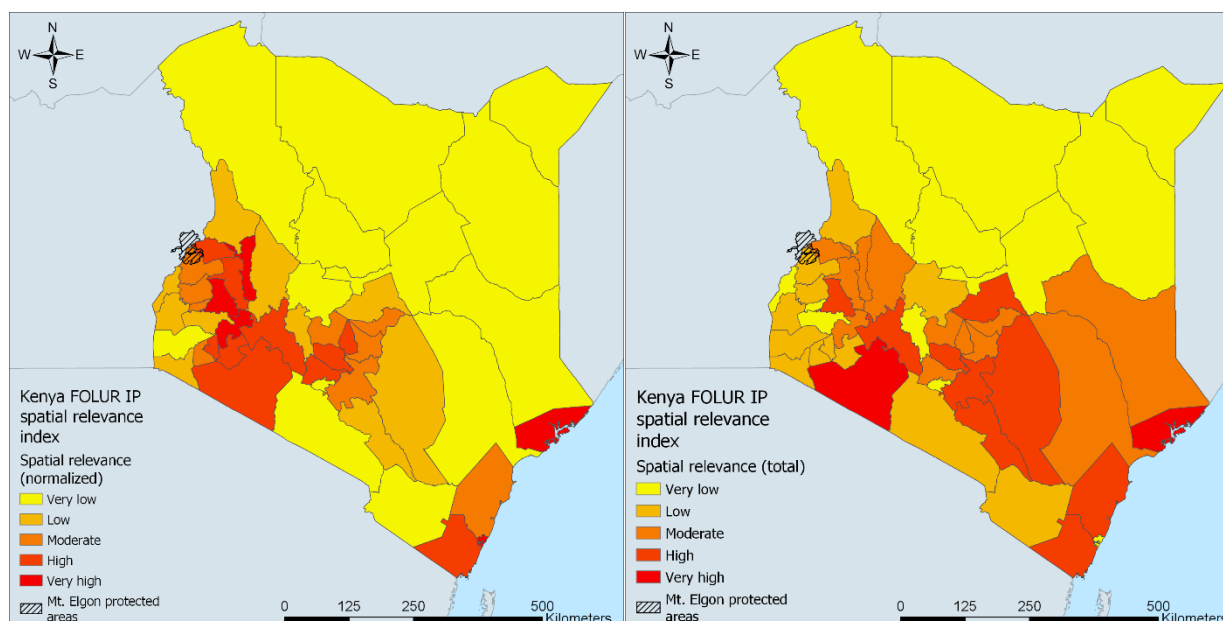 N
W E
S
Kenya FOLUR IP
spatial relevance
index
Spatial relevance
(normalized)
Very low
Low
Moderate
High
Very high
Mt. Elgon protected
areas
0 125 250 500
Kilometers
N
W E
S
Kenya FOLUR IP
spatial relevance
index
Spatial relevance (total)
Very low
Low
Moderate
High
Very high
Mt. Elgon protected
areas
0 125 250 500
Kilometers